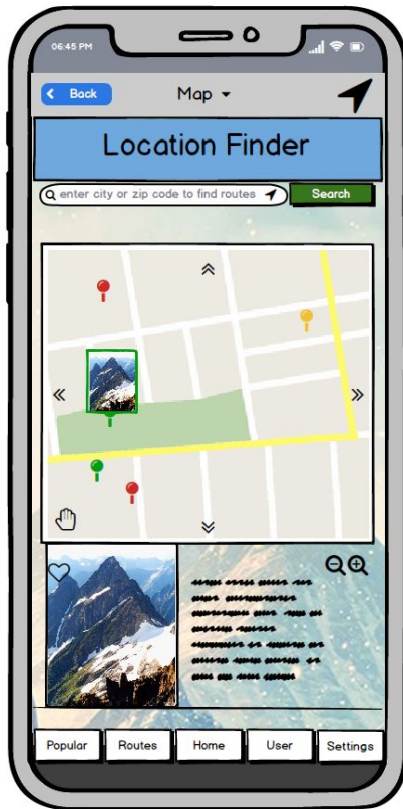 06:45 PM
Back
Map
Location Finder
enter city or zip code to find routes
Search
Popular
Routes
Home
User
Settings